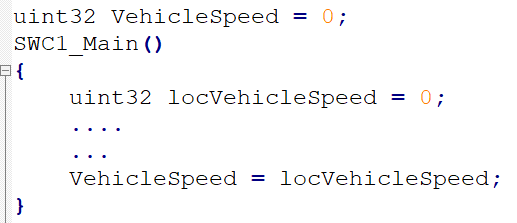 uint32 VehicleSpeed = 0;
SWC1_Main()
{
    uint32 locVehicleSpeed = 0;
    ....
    ...
    VehicleSpeed = locVehicleSpeed;
}